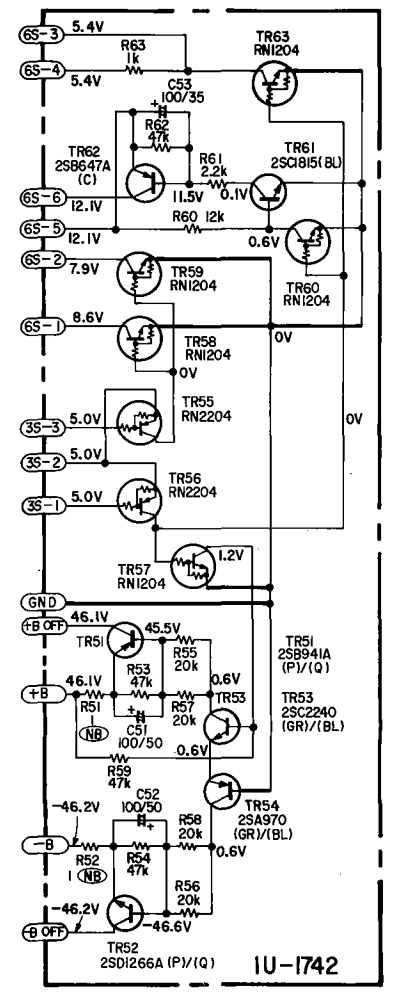 6S-3
5.4V
R63
1k
TR63
RN1204
6S-4
5.4V
C53
100/35
R62
47k
TR62
2SB647A
(C)
R61
2.2k
TR61
2SC1815(BL)
11.5V
0.1V
6S-6
12.1V
R60 12k
6S-5
12.1V
0.6V
6S-2
7.9V
TR59
RN1204
TR60
RN1204
6S-1
8.6V
TR58
RN1204
0V
0V
TR55
RN2204
0V
3S-3
5.0V
3S-2
5.0V
TR56
RN2204
3S-1
5.0V
TR57
RN1204
1.2V
GND
+B OFF
46.1V
TR51
45.5V
R55
20k
TR51
2SB941A
(P)/(Q)
+B
46.1V
R51
1
NB
R53
47k
R57
20k
0.6V
TR53
TR53
2SC2240
(GR)/(BL)
C51
100/50
R59
47k
0.6V
C52
100/50
TR54
2SA970
(GR)/(BL)
-46.2V
R58
20k
-B
R52
1
NB
R54
47k
0.6V
R56
20k
-46.2V
-46.6V
-B OFF
TR52
2SD1266A (P)/(Q)
1U-1742